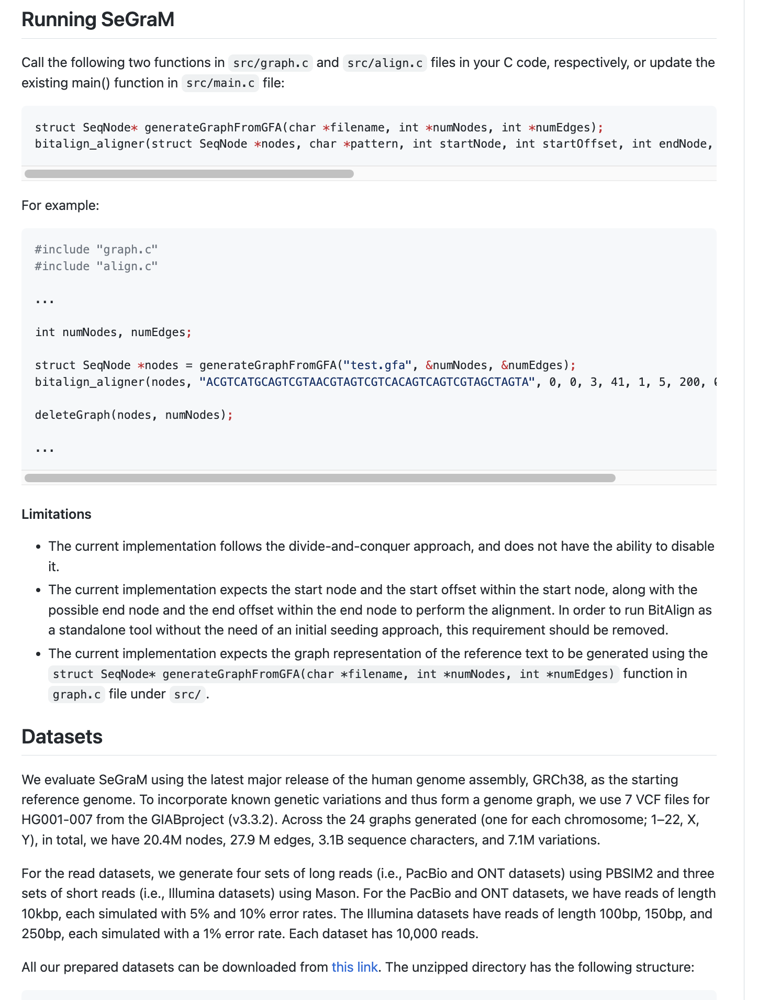 Running SeGraM
Call the following two functions in src/graph.c and src/align.c files in your C code, respectively, or update the
existing main() function in src/main.c file:
struct SeqNode* generateGraphFromGFA(char *filename, int *numNodes, int *numEdges);
bitalign_aligner(struct SeqNode *nodes, char *pattern, int startNode, int startOffset, int endNode,
For example:
#include "graph.c"
#include "align.c"
...
int numNodes, numEdges;
struct SeqNode *nodes = generateGraphFromGFA("test.gfa", &numNodes, &numEdges);
bitalign_aligner(nodes, "ACGTCATGCAGTCGTAACGTAGTCGTCACAGTCAGTCGTAGCTAGTA", 0, 0, 3, 41, 1, 5, 200,
deleteGraph(nodes, numNodes);
...
Limitations
• The current implementation follows the divide-and-conquer approach, and does not have the ability to disable
it.
• The current implementation expects the start node and the start offset within the start node, along with the
possible end node and the end offset within the end node to perform the alignment. In order to run BitAlign as
a standalone tool without the need of an initial seeding approach, this requirement should be removed.
• The current implementation expects the graph representation of the reference text to be generated using the
struct SeqNode* generateGraphFromGFA(char *filename, int *numNodes, int *numEdges) function in
graph.c file under src/ .
Datasets
We evaluate SeGraM using the latest major release of the human genome assembly, GRCh38, as the starting
reference genome. To incorporate known genetic variations and thus form a genome graph, we use 7 VCF files for
HG001-007 from the GIABproject (v3.3.2). Across the 24 graphs generated (one for each chromosome; 1–22, X,
Y), in total, we have 20.4M nodes, 27.9 M edges, 3.1B sequence characters, and 7.1M variations.
For the read datasets, we generate four sets of long reads (i.e., PacBio and ONT datasets) using PBSIM2 and three
sets of short reads (i.e., Illumina datasets) using Mason. For the PacBio and ONT datasets, we have reads of length
10kbp, each simulated with 5% and 10% error rates. The Illumina datasets have reads of length 100bp, 150bp, and
250bp, each simulated with a 1% error rate. Each dataset has 10,000 reads.
All our prepared datasets can be downloaded from this link. The unzipped directory has the following structure: